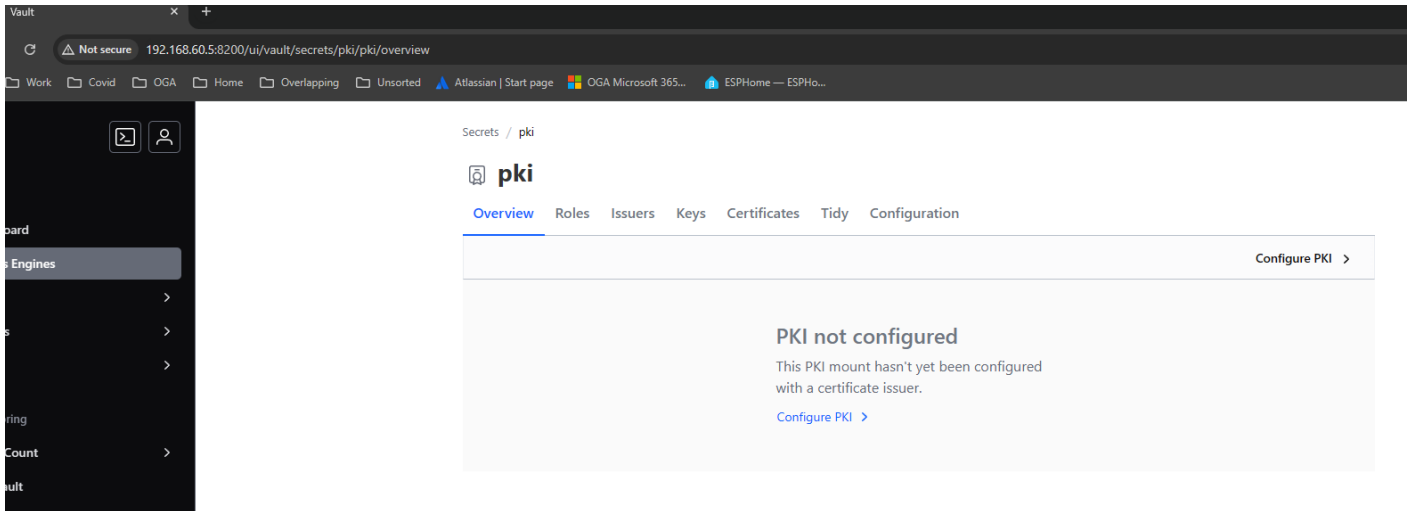 Vault
Not secure 192.168.60.5:8200/ui/vault/secrets/pki/pki/overview
Work Covid OGA Home Overlapping Unsorted Atlassian | Start page OGA Microsoft 365... ESPHome — ESPHo...
Secrets / pki
pki
Overview Roles Issuers Keys Certificates Tidy Configuration
oard
s Engines
Configure PKI
s
PKI not configured
This PKI mount hasn't yet been configured
with a certificate issuer.
Configure PKI
ring
Count
ault